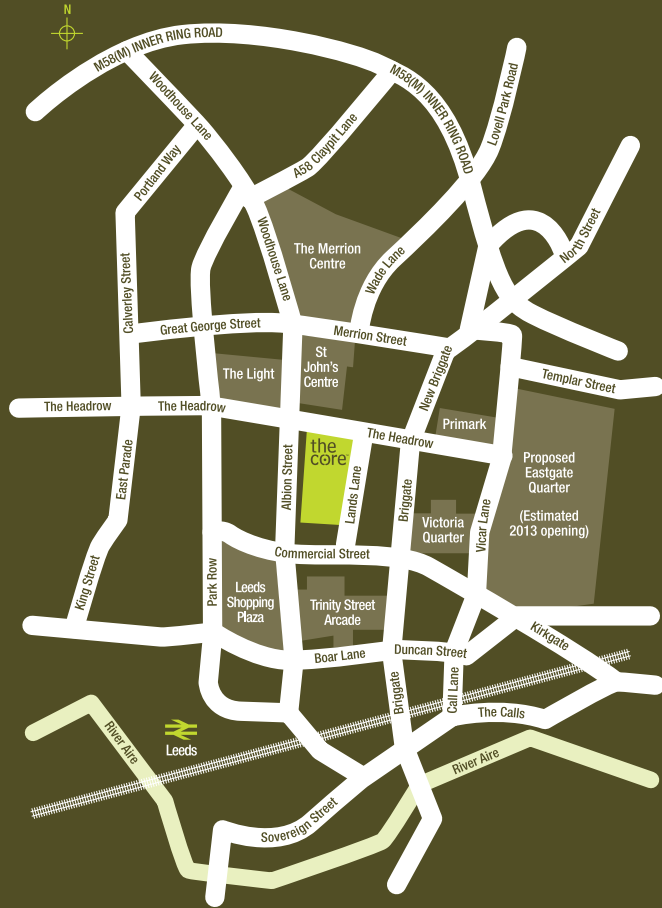 N
M58(M) INNER RING ROAD
M58(M) INNER RING ROAD
Lovell Park Road
Woodhouse Lane
A58 Claypit Lane
Portland Way
North Street
Woodhouse Lane
The Merrion
Centre
Wade Lane
Calverley Street
Great George Street
Merrion Street
The Light
St
John's
Centre
New Briggate
Templar Street
The Headrow
The Headrow
The Headrow
Primark
the
core
Albion Street
Lands Lane
East Parade
Briggate
Victoria
Quarter
Vicar Lane
Proposed
Eastgate
Quarter
(Estimated
2013 opening)
Commercial Street
King Street
Park Row
Leeds
Shopping
Plaza
Trinity Street
Arcade
Kirkgate
Boar Lane
Duncan Street
Briggate
Call Lane
The Calls
River Aire
Leeds
River Aire
Sovereign Street